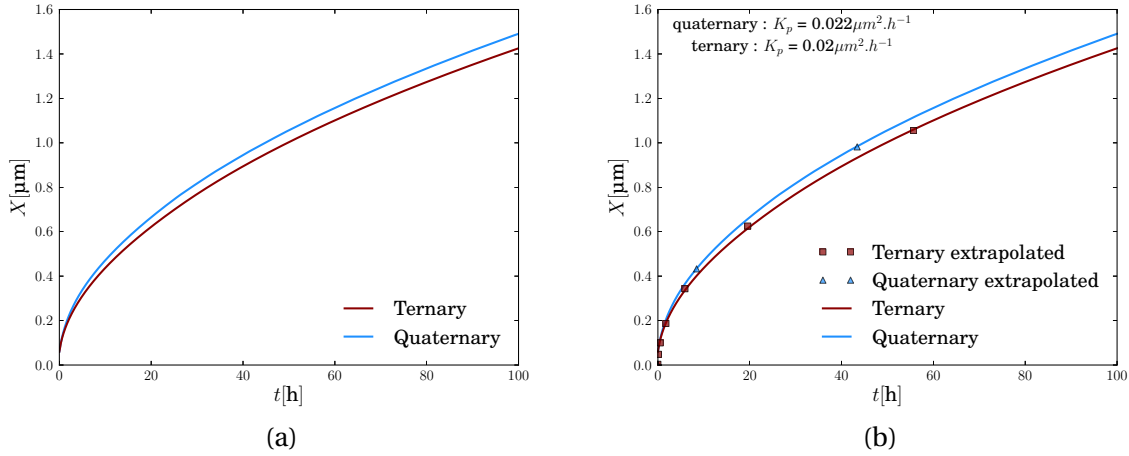 1.6
1.4
1.2
1.0
0.8
0.6
0.4
0.2
0.0
X[μm]
0
20
40
60
80
100
t[h]
Ternary
Quaternary
(a)
quaternary : K_p = 0.022μm².h⁻¹
ternary : K_p = 0.02μm².h⁻¹
1.6
1.4
1.2
1.0
0.8
0.6
0.4
0.2
0.0
X[μm]
Ternary extrapolated
Quaternary extrapolated
Ternary
Quaternary
0
20
40
60
80
100
t[h]
(b)